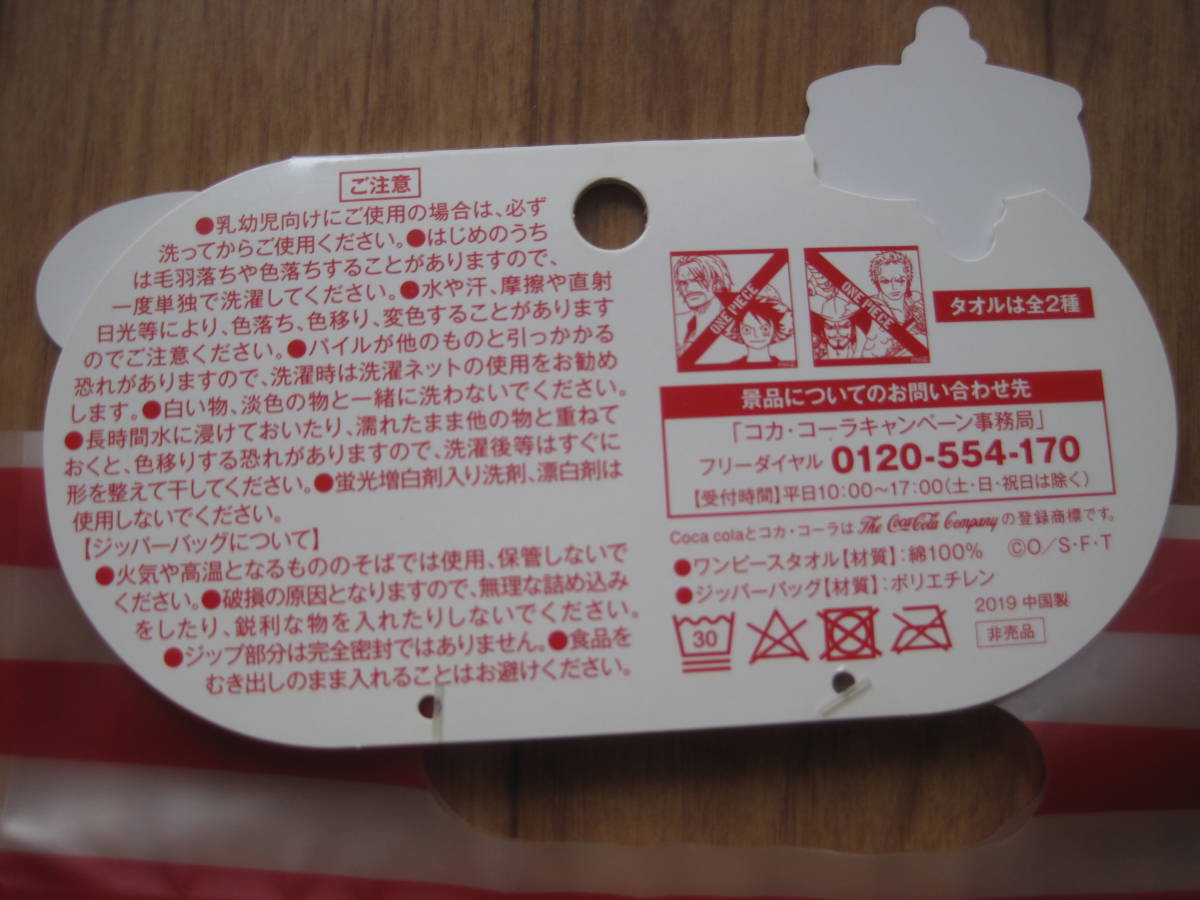 ご注意
●乳幼児向けにご使用の場合は、必ず
洗ってからご使用ください。●はじめのうち
は毛羽落ちや色落ちすることがありますので、
一度単独で洗濯してください。●水や汗、摩擦や直射
日光等により、色落ち、色移り、変色することがあります
のでご注意ください。●パイルが他のものと引っかかる
恐れがありますので、洗濯時は洗濯ネットの使用をお勧め
します。●白い物、淡色の物と一緒に洗わないでください。
●長時間水に浸けておいたり、濡れたまま他の物と重ねて
おくと、色移りする恐れがありますので、洗濯後等はすぐに
形を整えて干してください。●蛍光増白剤入り洗剤、漂白剤は
使用しないでください。
【ジッパーバッグについて】
●火気や高温となるもののそばでは使用、保管しないで
ください。●破損の原因となりますので、無理な詰め込み
をしたり、鋭利な物を入れたりしないでください。
●ジップ部分は完全密封ではありません。●食品を
むき出しのまま入れることはお避けください。
ONE PIECE
ONE PIECE
タオルは全2種
景品についてのお問い合わせ先
「コカ・コーラキャンペーン事務局」
フリーダイヤル 0120-554-170
【受付時間】平日10:00〜17:00(土・日・祝日は除く)
Coca colaとコカ・コーラは The Coca-Cola Company の登録商標です。
●ワンピースタオル【材質】:綿100% ©O/S・F・T
●ジッパーバッグ【材質】:ポリエチレン
30
2019 中国製
非売品